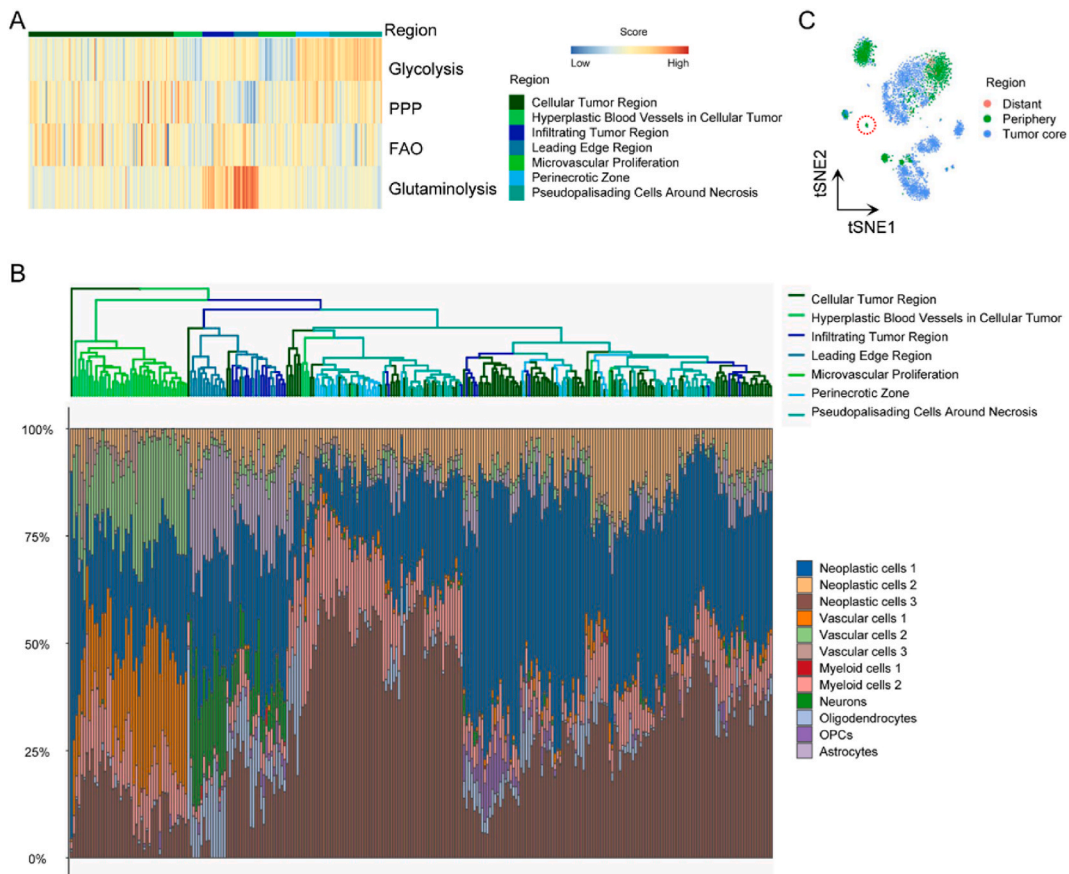 A
Region
Glycolysis
PPP
FAO
Glutaminolysis
Score
Low
High
Region
Cellular Tumor Region
Hyperplastic Blood Vessels in Cellular Tumor
Infiltrating Tumor Region
Leading Edge Region
Microvascular Proliferation
Perinecrotic Zone
Pseudopalisading Cells Around Necrosis
C
tSNE2
tSNE1
Region
Distant
Periphery
Tumor core
B
Cellular Tumor Region
Hyperplastic Blood Vessels in Cellular Tumor
Infiltrating Tumor Region
Leading Edge Region
Microvascular Proliferation
Perinecrotic Zone
Pseudopalisading Cells Around Necrosis
100%
75%
50%
25%
0%
Neoplastic cells 1
Neoplastic cells 2
Neoplastic cells 3
Vascular cells 1
Vascular cells 2
Vascular cells 3
Myeloid cells 1
Myeloid cells 2
Neurons
Oligodendrocytes
OPCs
Astrocytes